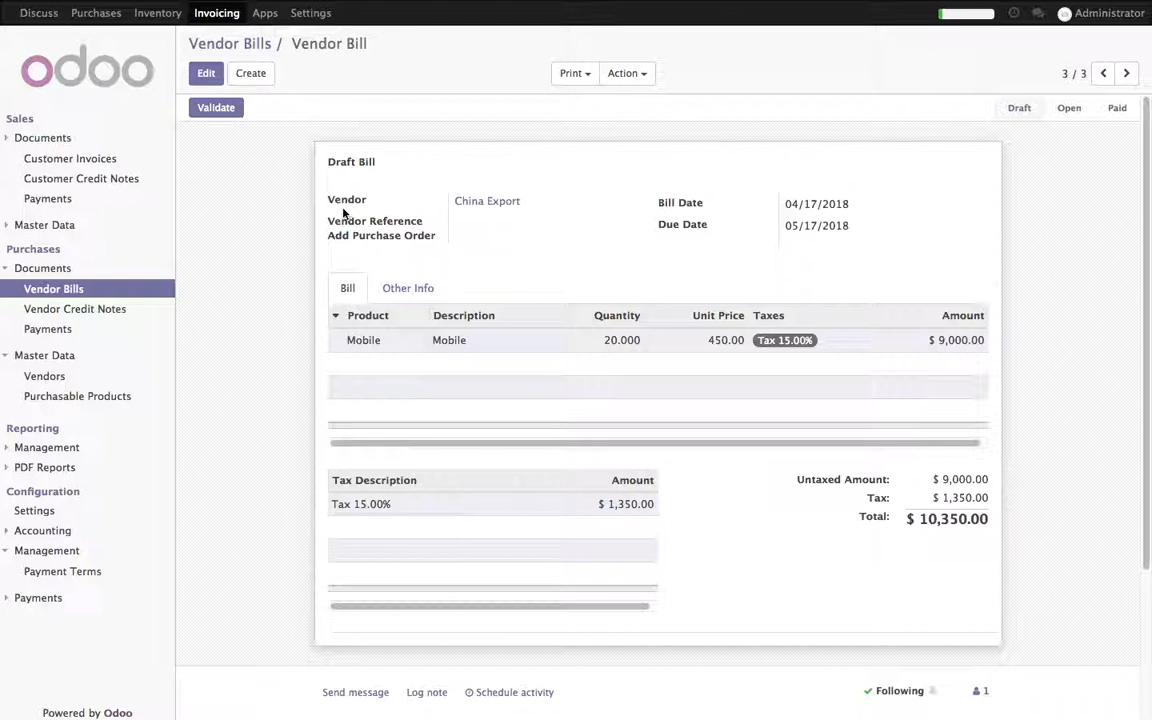 Discuss Purchases Inventory Invoicing Apps Settings Administrator
odoo
Vendor Bills / Vendor Bill
Edit Create Print Action 3 / 3
Validate Draft Open Paid
Sales
Documents
Customer Invoices
Customer Credit Notes
Payments
Master Data
Purchases
Documents
Vendor Bills
Vendor Credit Notes
Payments
Master Data
Vendors
Purchasable Products
Reporting
Management
PDF Reports
Configuration
Settings
Accounting
Management
Payment Terms
Payments
Powered by Odoo
Draft Bill
Vendor China Export Bill Date 04/17/2018
Vendor Reference Due Date 05/17/2018
Add Purchase Order
Bill Other Info
Product Description Quantity Unit Price Taxes Amount
Mobile Mobile 20.000 450.00 Tax 15.00% $ 9,000.00
Tax Description Amount
Tax 15.00% $ 1,350.00
Untaxed Amount: $ 9,000.00
Tax: $ 1,350.00
Total: $ 10,350.00
Send message Log note Schedule activity Following 1